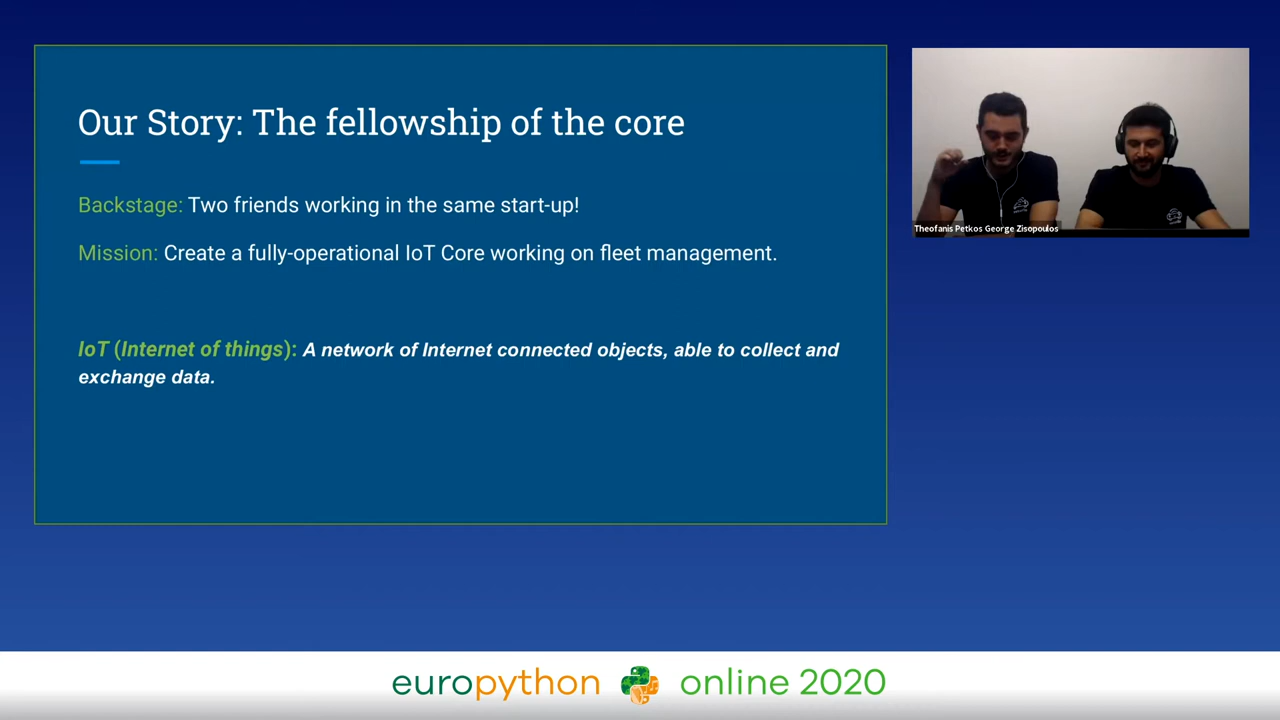 Our Story: The fellowship of the core
Backstage: Two friends working in the same start-up!
Mission: Create a fully-operational IoT Core working on fleet management.
IoT (Internet of things): A network of Internet connected objects, able to collect and
exchange data.
Theofanis Petkos George Zisopoulos
europython online 2020